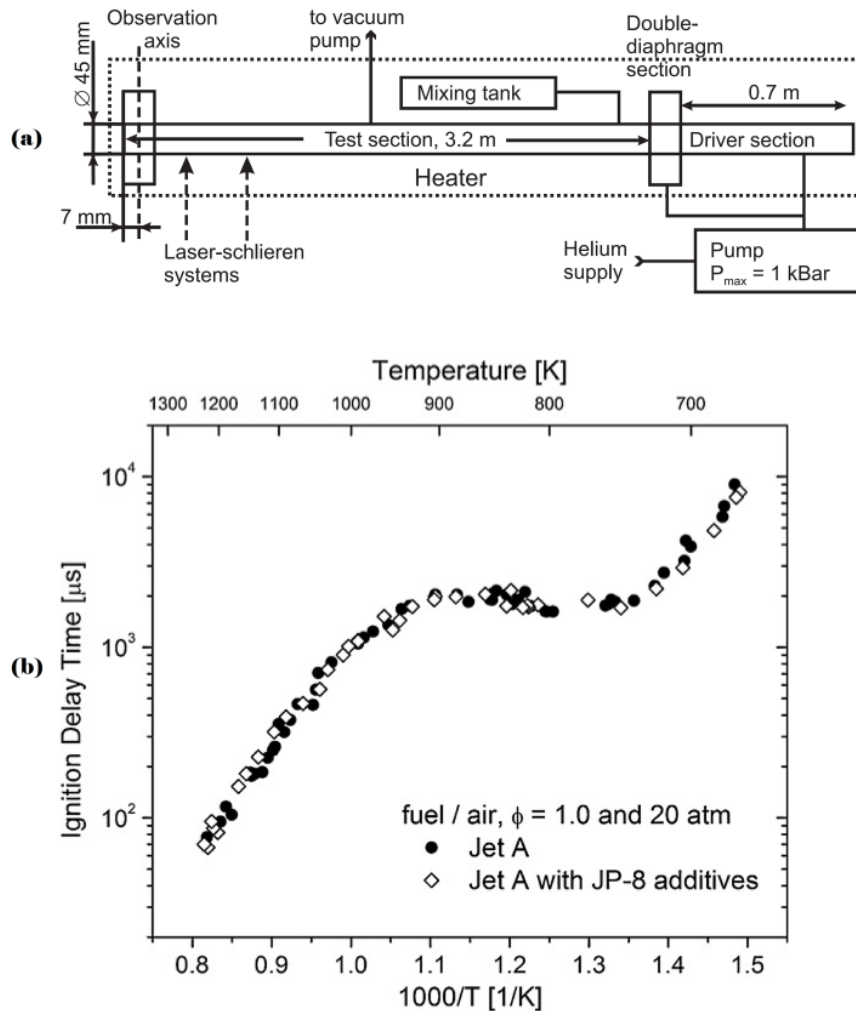 Observation
axis
to vacuum
pump
Double-
diaphragm
section
Ø 45 mm
Mixing tank
0.7 m
(a)
Test section, 3.2 m
Driver section
Heater
7 mm
Laser-schlieren
systems
Helium
supply
Pump
Pmax = 1 kBar
Temperature [K]
1300 1200 1100 1000 900 800 700
10^4
10^3
10^2
Ignition Delay Time [μs]
(b)
fuel / air, ϕ = 1.0 and 20 atm
Jet A
Jet A with JP-8 additives
0.8 0.9 1.0 1.1 1.2 1.3 1.4 1.5
1000/T [1/K]